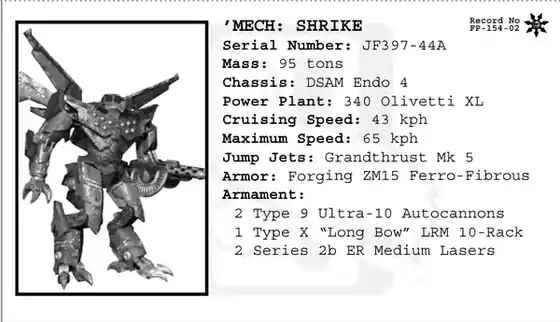 ’MECH: SHRIKE
Record No
FP-154-02
Serial Number: JF397-44A
Mass: 95 tons
Chassis: DSAM Endo 4
Power Plant: 340 Olivetti XL
Cruising Speed: 43 kph
Maximum Speed: 65 kph
Jump Jets: Grandthrust Mk 5
Armor: Forging ZM15 Ferro-Fibrous
Armament:
2 Type 9 Ultra-10 Autocannons
1 Type X “Long Bow” LRM 10-Rack
2 Series 2b ER Medium Lasers